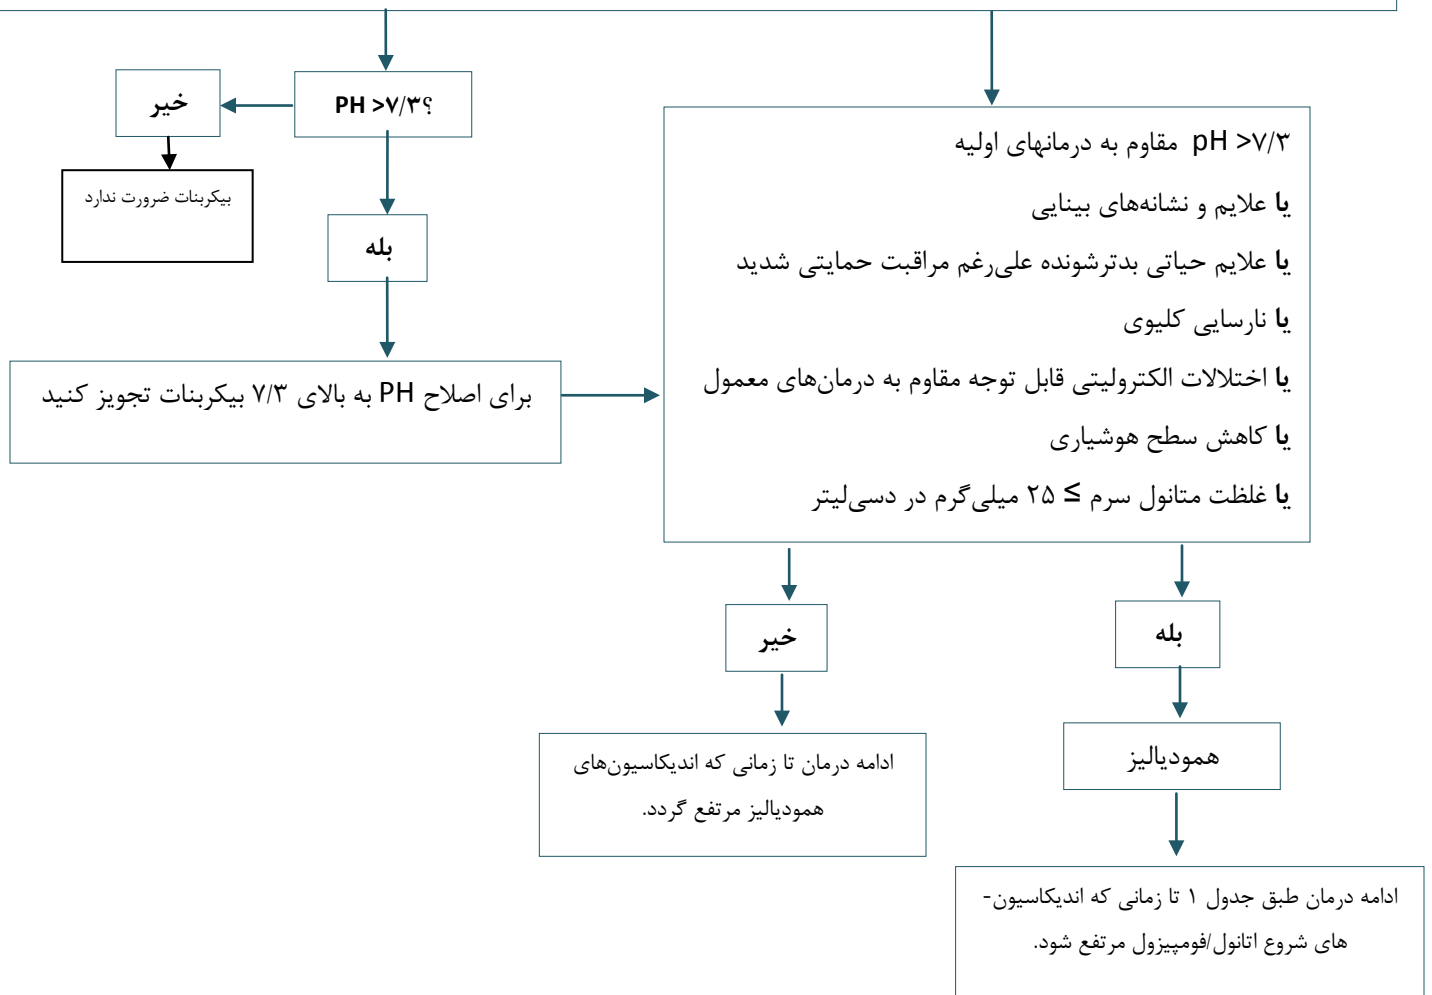 PH >۷/۳؟
خیر
بیکربنات ضرورت ندارد
بله
برای اصلاح PH به بالای ۷/۳ بیکربنات تجویز کنید
pH >۷/۳ مقاوم به درمانهای اولیه
یا علایم و نشانه‌های بینایی
یا علایم حیاتی بدترشونده علی‌رغم مراقبت حمایتی شدید
یا نارسایی کلیوی
یا اختلالات الکترولیتی قابل توجه مقاوم به درمان‌های معمول
یا کاهش سطح هوشیاری
یا غلظت متانول سرم ≥ ۲۵ میلی‌گرم در دسی‌لیتر
بله
خیر
همودیالیز
ادامه درمان تا زمانی که اندیکاسیون‌های
همودیالیز مرتفع گردد.
ادامه درمان طبق جدول ۱ تا زمانی که اندیکاسیون-
های شروع اتانول/فومپیزول مرتفع شود.